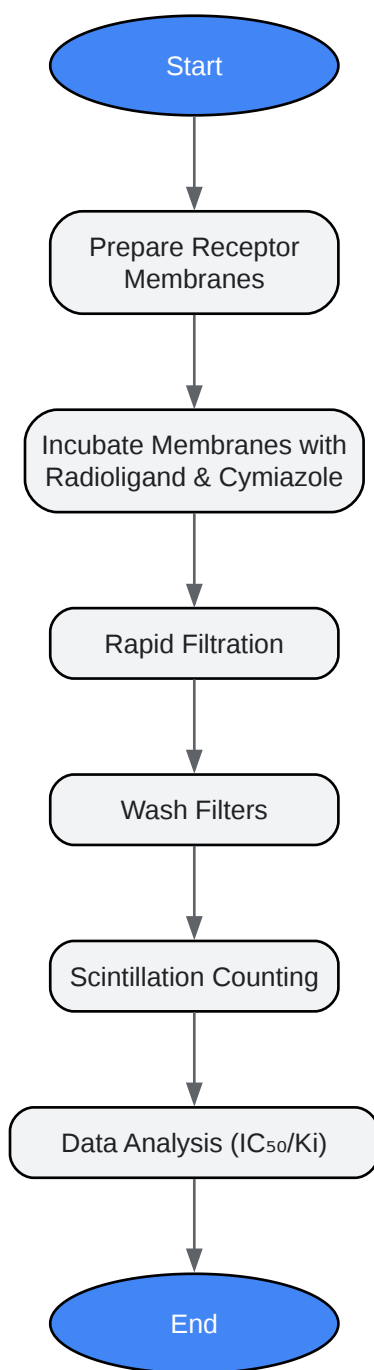 Start
Prepare Receptor
Membranes
Incubate Membranes with
Radioligand & Cymiazole
Rapid Filtration
Wash Filters
Scintillation Counting
Data Analysis (IC₅₀/Ki)
End